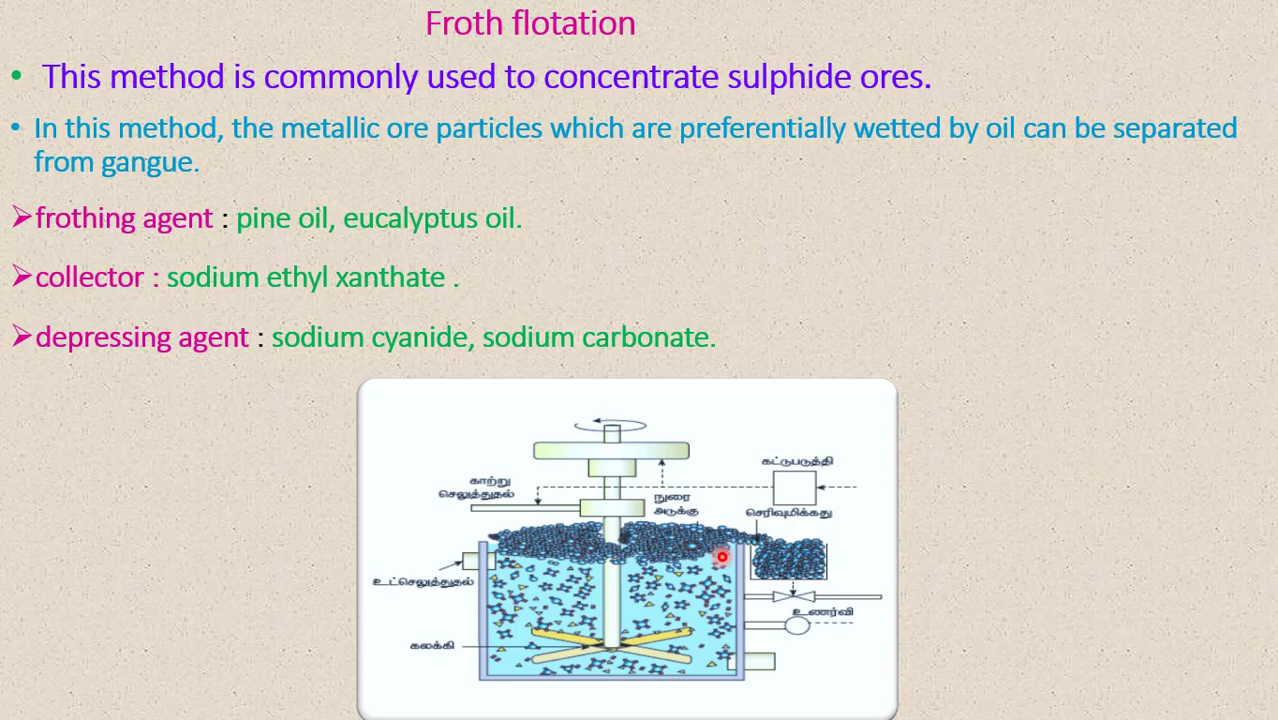 Froth flotation
• This method is commonly used to concentrate sulphide ores.
• In this method, the metallic ore particles which are preferentially wetted by oil can be separated
from gangue.
➢frothing agent : pine oil, eucalyptus oil.
➢collector : sodium ethyl xanthate .
➢depressing agent : sodium cyanide, sodium carbonate.
கட்டுபடுத்தி
காற்று
செலுத்துதல்
நுரை
அடுக்கு
செரிவுமிக்கது
உட்செலுத்துதல்
உணர்வி
கலக்கி